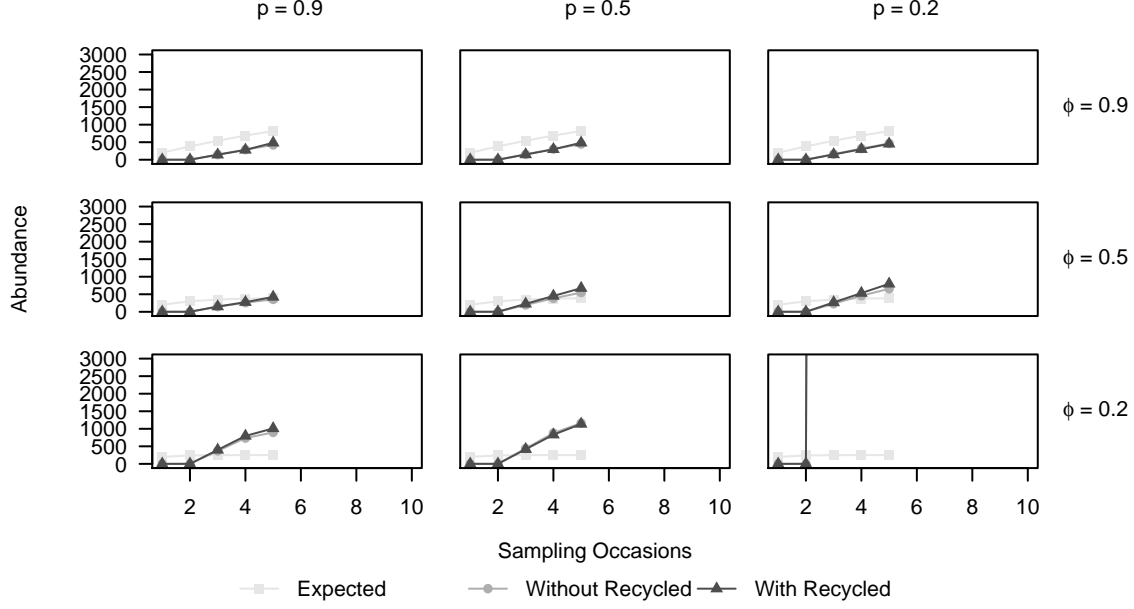 p = 0.9 p = 0.5 p = 0.2
3000
2500
2000
1500
1000
500
0
ϕ = 0.9
Abundance
3000
2500
2000
1500
1000
500
0
ϕ = 0.5
3000
2500
2000
1500
1000
500
0
ϕ = 0.2
2 4 6 8 10 2 4 6 8 10 2 4 6 8 10
Sampling Occasions
Expected Without Recycled With Recycled